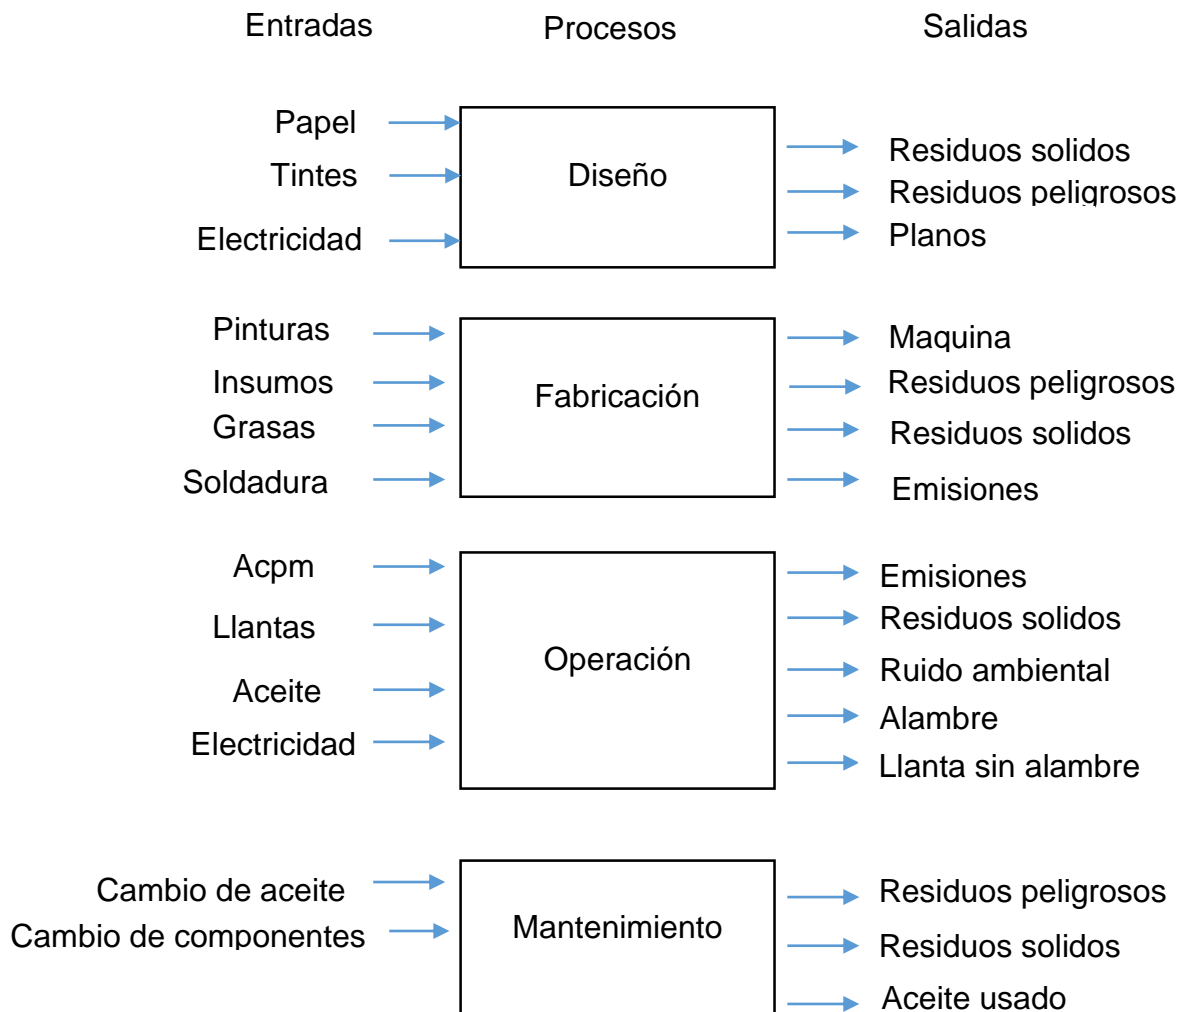 Entradas Procesos Salidas
Papel
Tintes
Electricidad
Diseño
Residuos solidos
Residuos peligrosos
Planos
Pinturas
Insumos
Grasas
Soldadura
Fabricación
Maquina
Residuos peligrosos
Residuos solidos
Emisiones
Acpm
Llantas
Aceite
Electricidad
Operación
Emisiones
Residuos solidos
Ruido ambiental
Alambre
Llanta sin alambre
Cambio de aceite
Cambio de componentes
Mantenimiento
Residuos peligrosos
Residuos solidos
Aceite usado